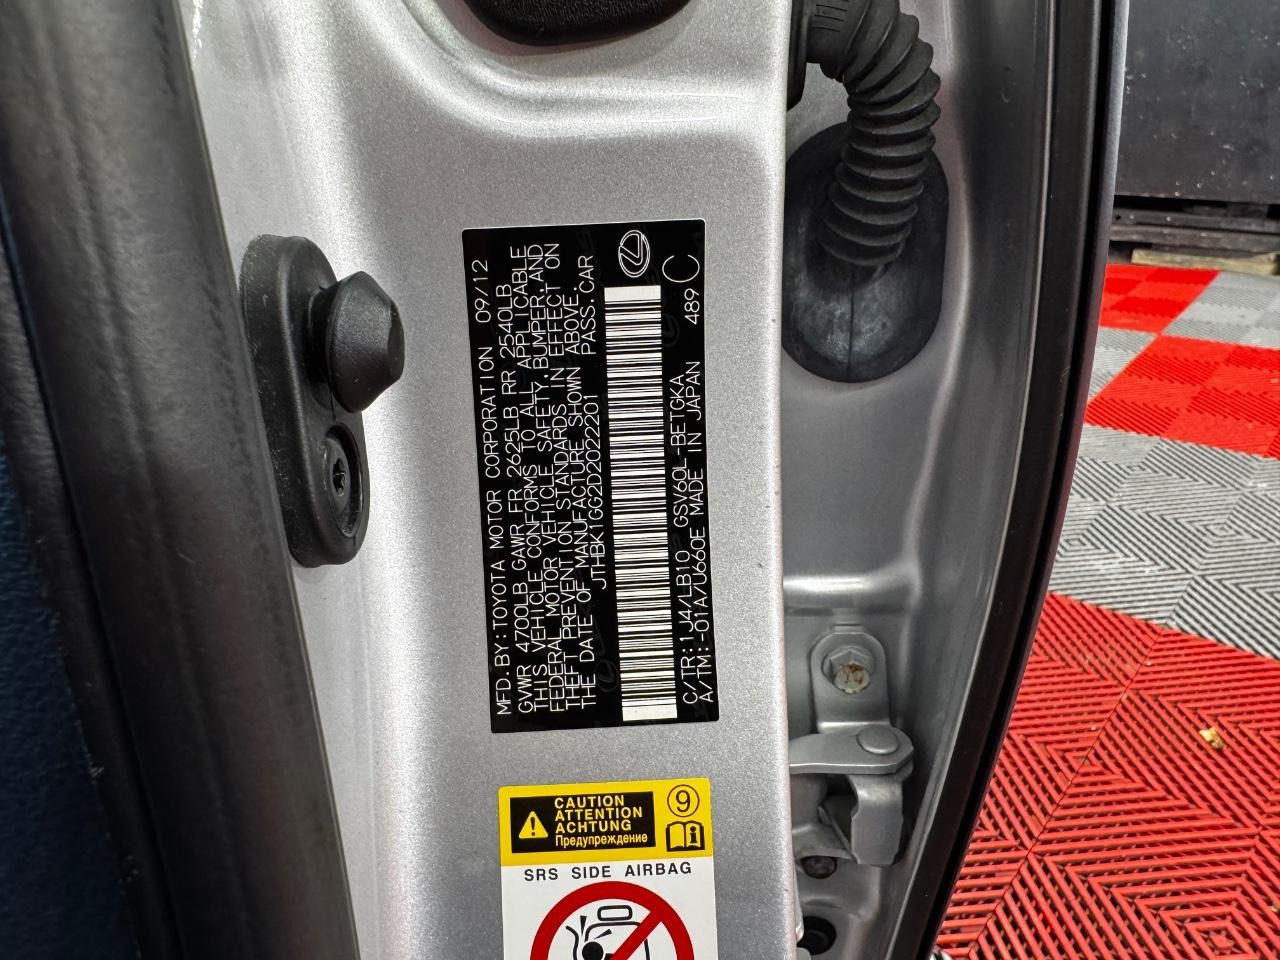 MFD. BY: TOYOTA MOTOR CORPORATION 09/12
GVWR 4700LB GAWR FR 2625LB RR 2540LB
THIS VEHICLE CONFORMS TO ALL APPLICABLE
FEDERAL MOTOR VEHICLE SAFETY, BUMPER, AND
THEFT PREVENTION STANDARDS IN EFFECT ON
THE DATE OF MANUFACTURE SHOWN ABOVE.
JTHBK1GG2D2022201 PASS. CAR
C/TR: 1J4/LB10 GSV60L-BETGKA 489 C
A/TM: -01A/U660E MADE IN JAPAN
CAUTION
ATTENTION
ACHTUNG
Предупреждение
9
SRS SIDE AIRBAG